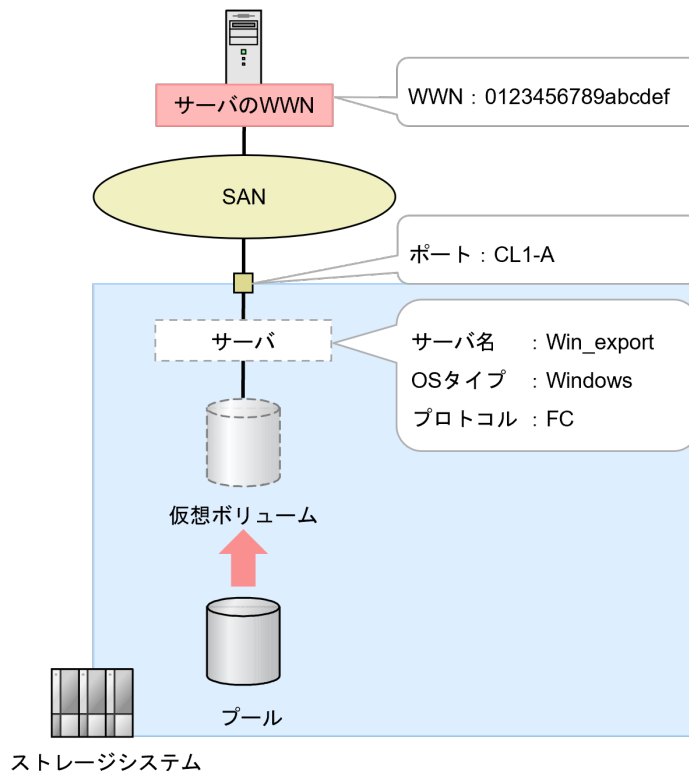 サーバのWWN
WWN：0123456789abcdef
SAN
ポート：CL1-A
サーバ
サーバ名　：Win_export
OSタイプ　：Windows
プロトコル：FC
仮想ボリューム
プール
ストレージシステム